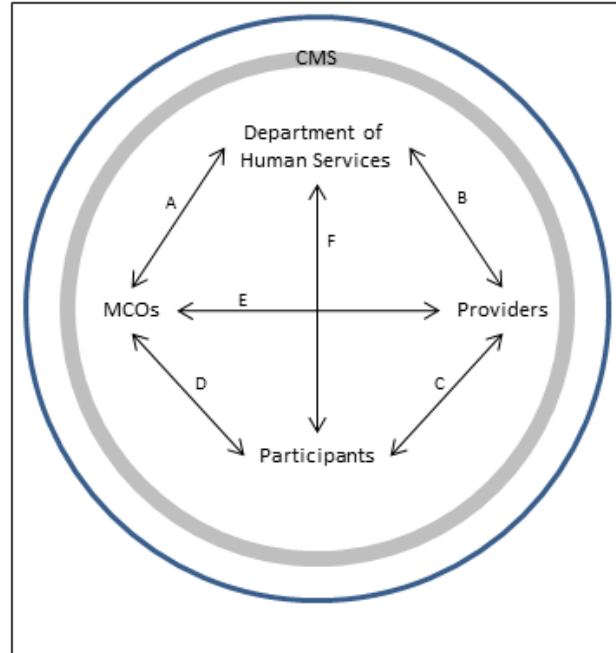 CMS
Department of
Human Services
A
B
F
MCOs
E
Providers
D
C
Participants